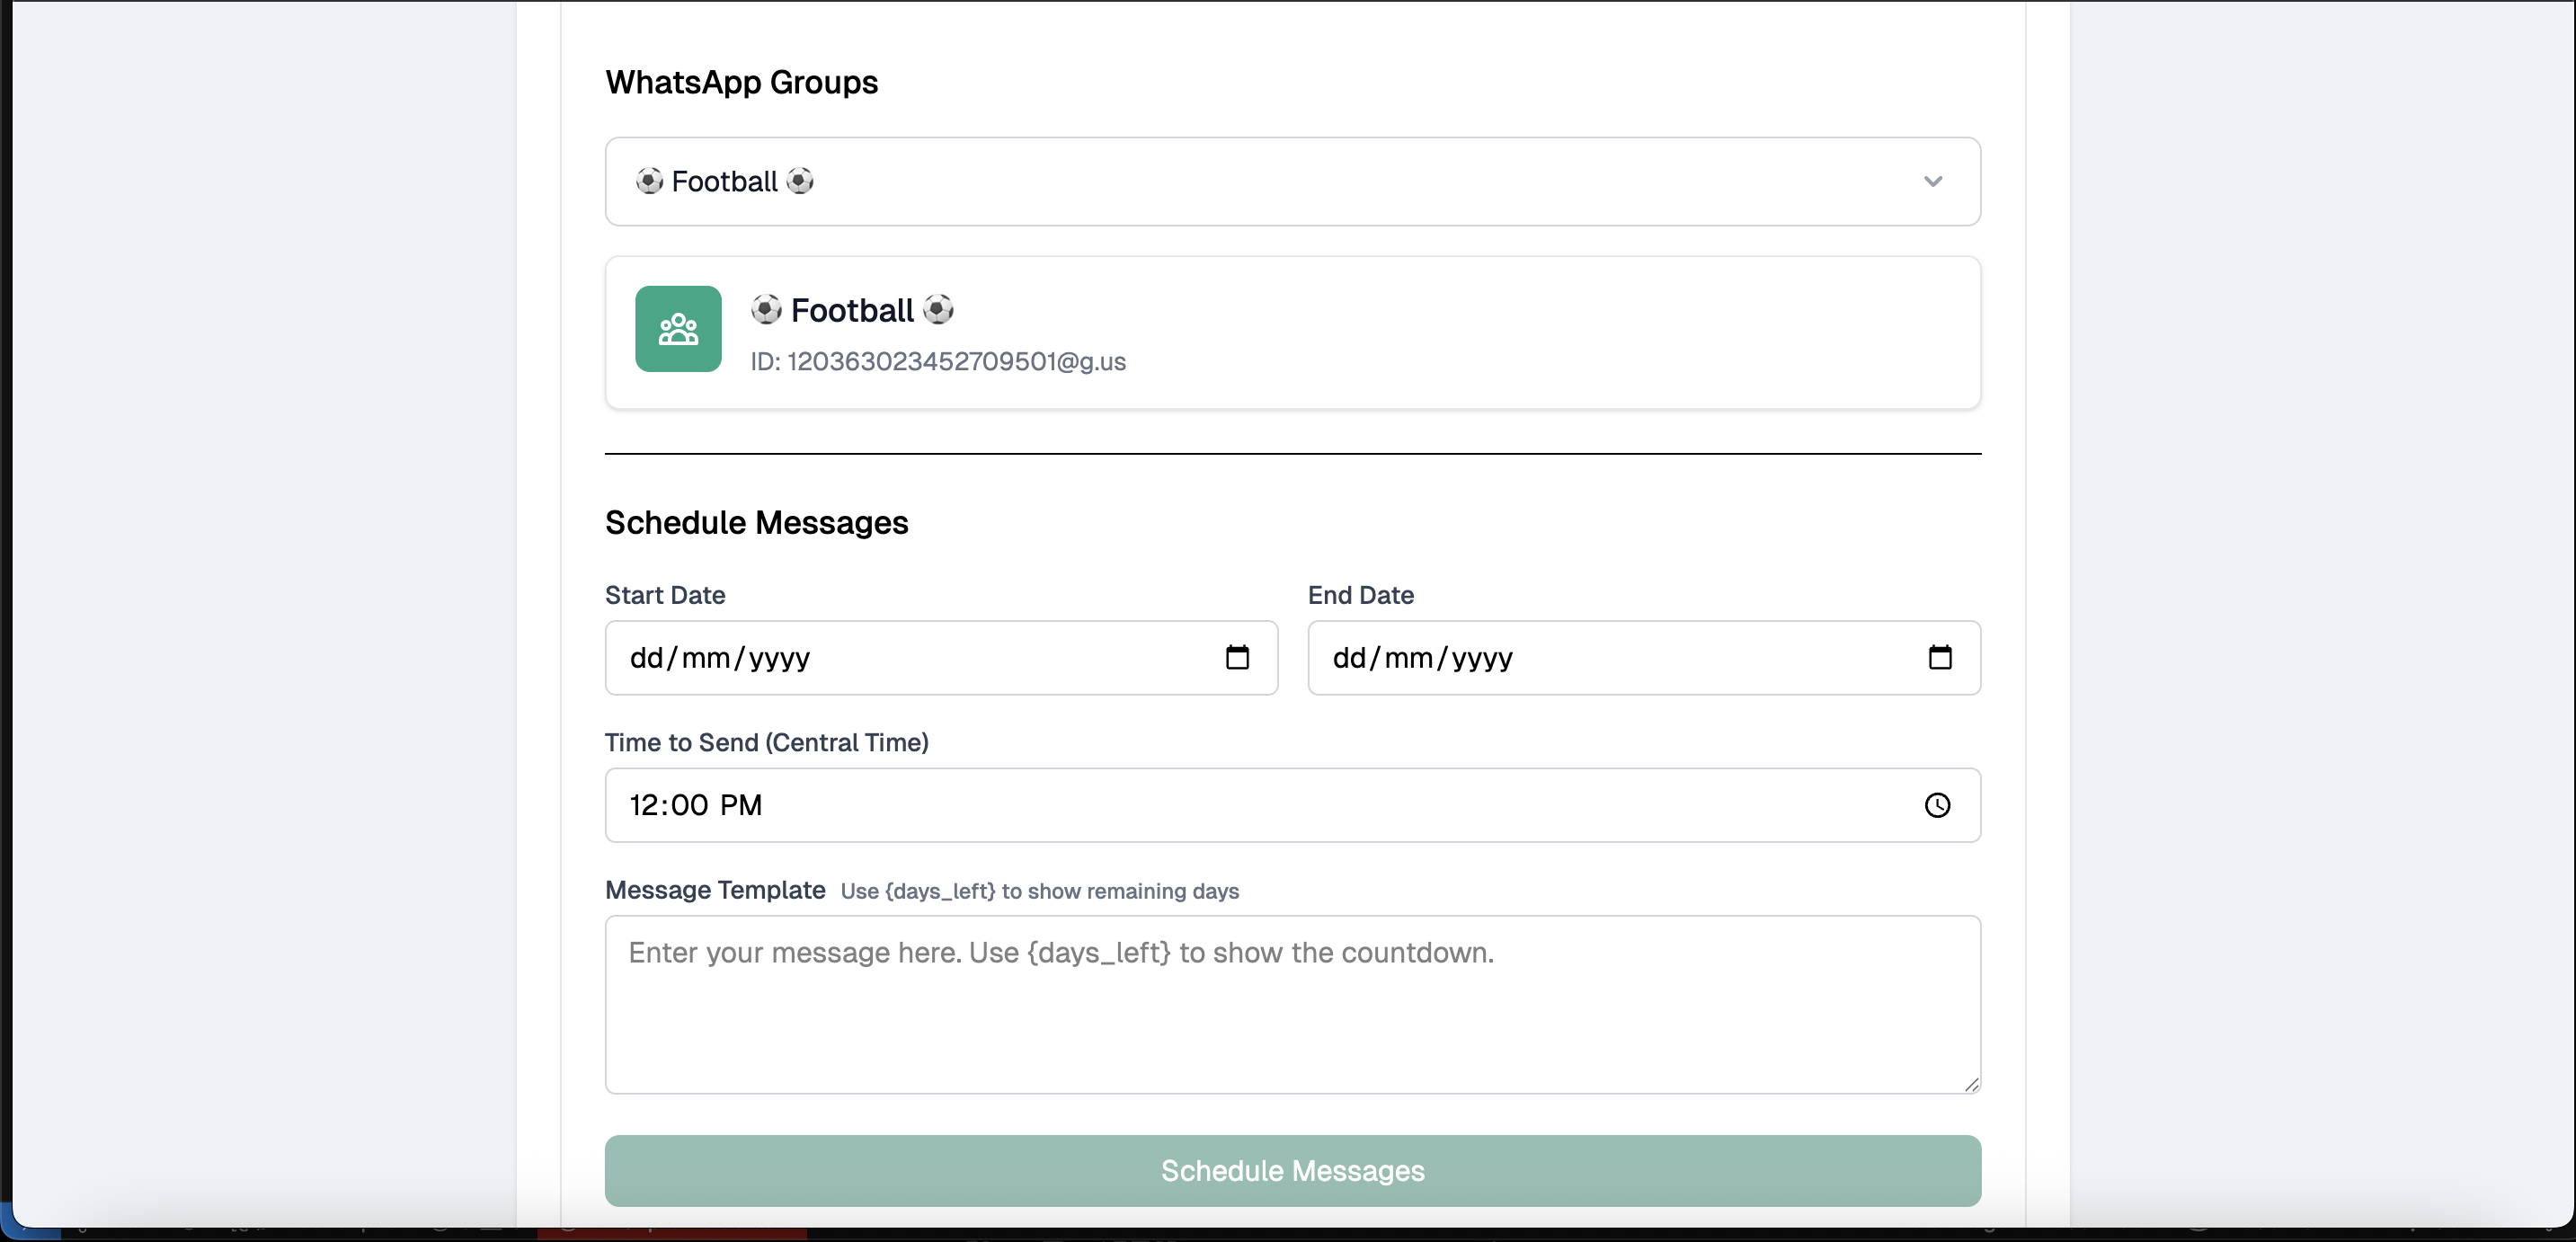 WhatsApp Groups
⚽ Football ⚽
⚽ Football ⚽
ID: 120363023452709501@g.us
Schedule Messages
Start Date
End Date
dd/mm/yyyy
dd/mm/yyyy
Time to Send (Central Time)
12:00 PM
Message Template Use {days_left} to show remaining days
Enter your message here. Use {days_left} to show the countdown.
Schedule Messages